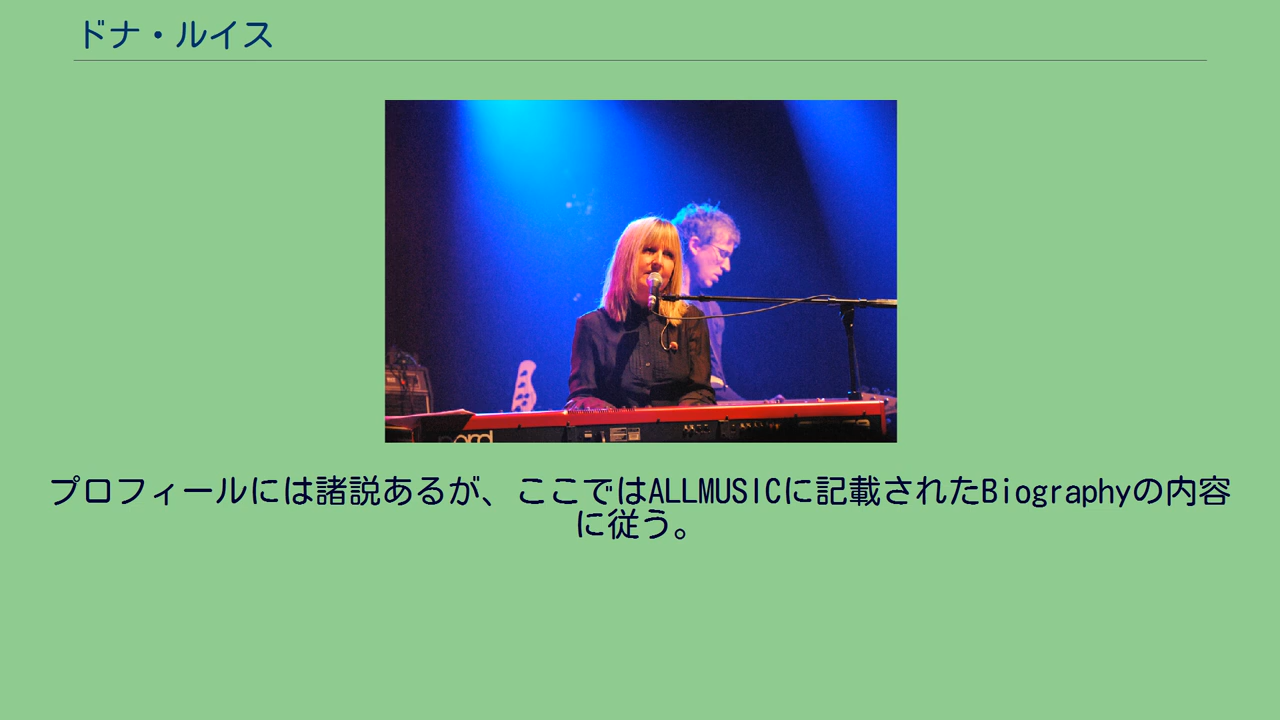 ドナ・ルイス
nord
プロフィールには諸説あるが、ここではALLMUSICに記載されたBiographyの内容
に従う。